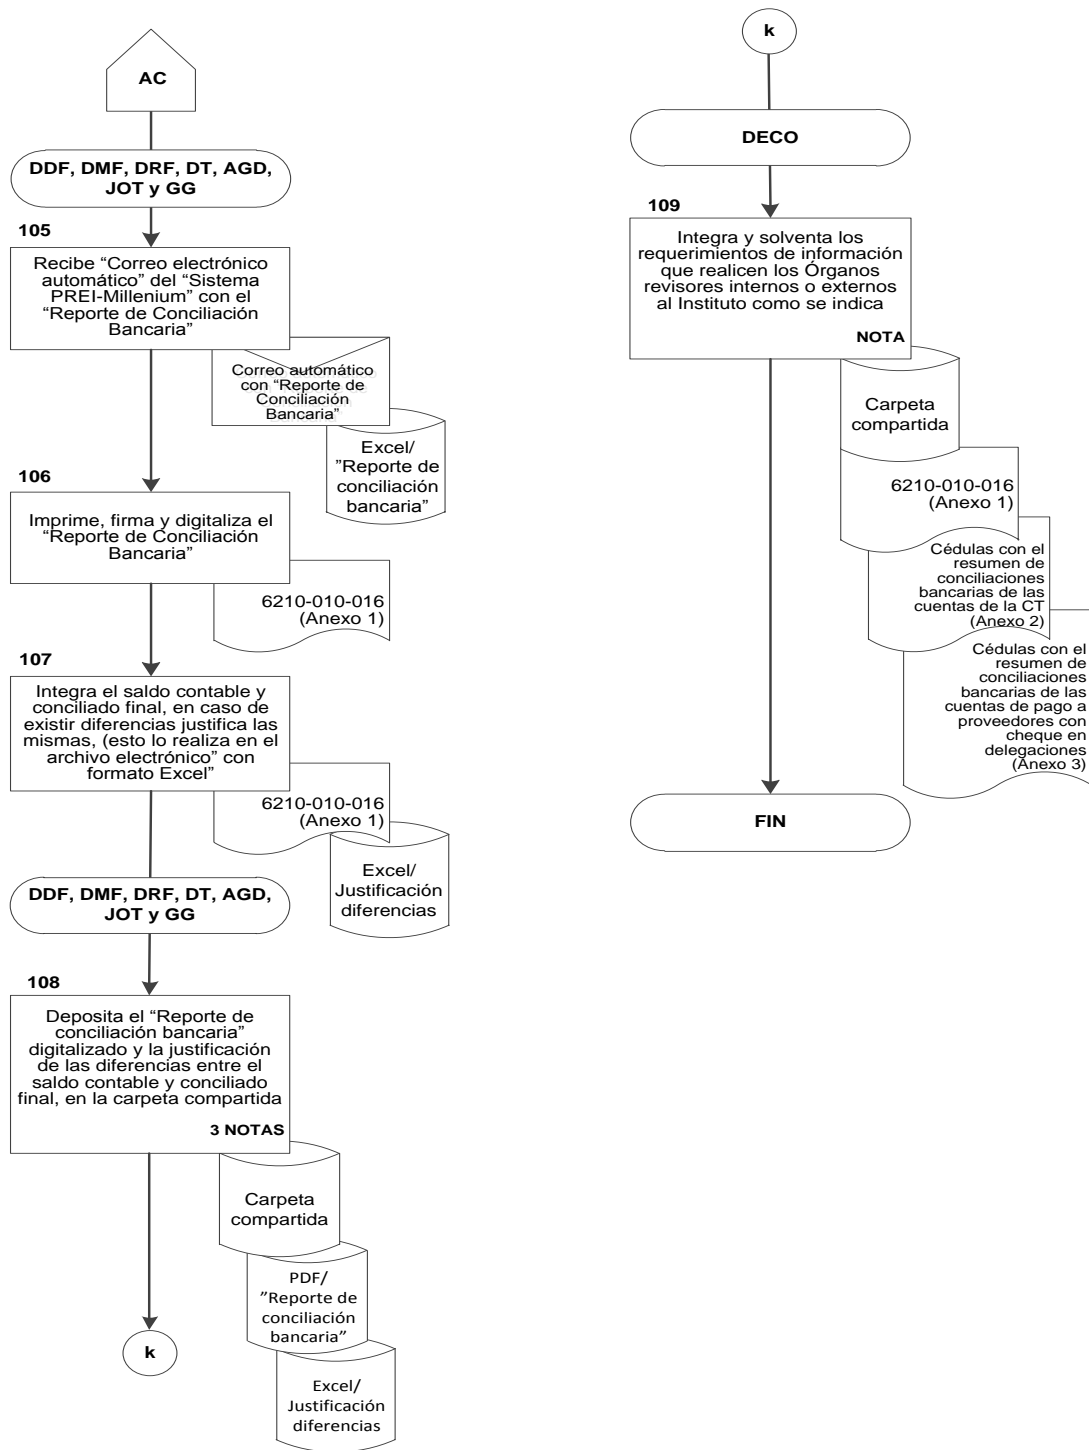 AC
DDF, DMF, DRF, DT, AGD,
JOT y GG
105
Recibe “Correo electrónico
automático” del “Sistema
PREI-Millenium” con el
“Reporte de Conciliación
Bancaria”
Correo automático
con “Reporte de
Conciliación
Bancaria”
Excel/
”Reporte de
conciliación
bancaria”
106
Imprime, firma y digitaliza el
“Reporte de Conciliación
Bancaria”
6210-010-016
(Anexo 1)
107
Integra el saldo contable y
conciliado final, en caso de
existir diferencias justifica las
mismas, (esto lo realiza en el
archivo electrónico” con
formato Excel”
6210-010-016
(Anexo 1)
Excel/
Justificación
diferencias
DDF, DMF, DRF, DT, AGD,
JOT y GG
108
Deposita el “Reporte de
conciliación bancaria”
digitalizado y la justificación
de las diferencias entre el
saldo contable y conciliado
final, en la carpeta compartida
3 NOTAS
Carpeta
compartida
PDF/
”Reporte de
conciliación
bancaria”
Excel/
Justificación
diferencias
k
k
DECO
109
Integra y solventa los
requerimientos de información
que realicen los Órganos
revisores internos o externos
al Instituto como se indica
NOTA
Carpeta
compartida
6210-010-016
(Anexo 1)
Cédulas con el
resumen de
conciliaciones
bancarias de las
cuentas de la CT
(Anexo 2)
Cédulas con el
resumen de
conciliaciones
bancarias de las
cuentas de pago a
proveedores con
cheque en
delegaciones
(Anexo 3)
FIN